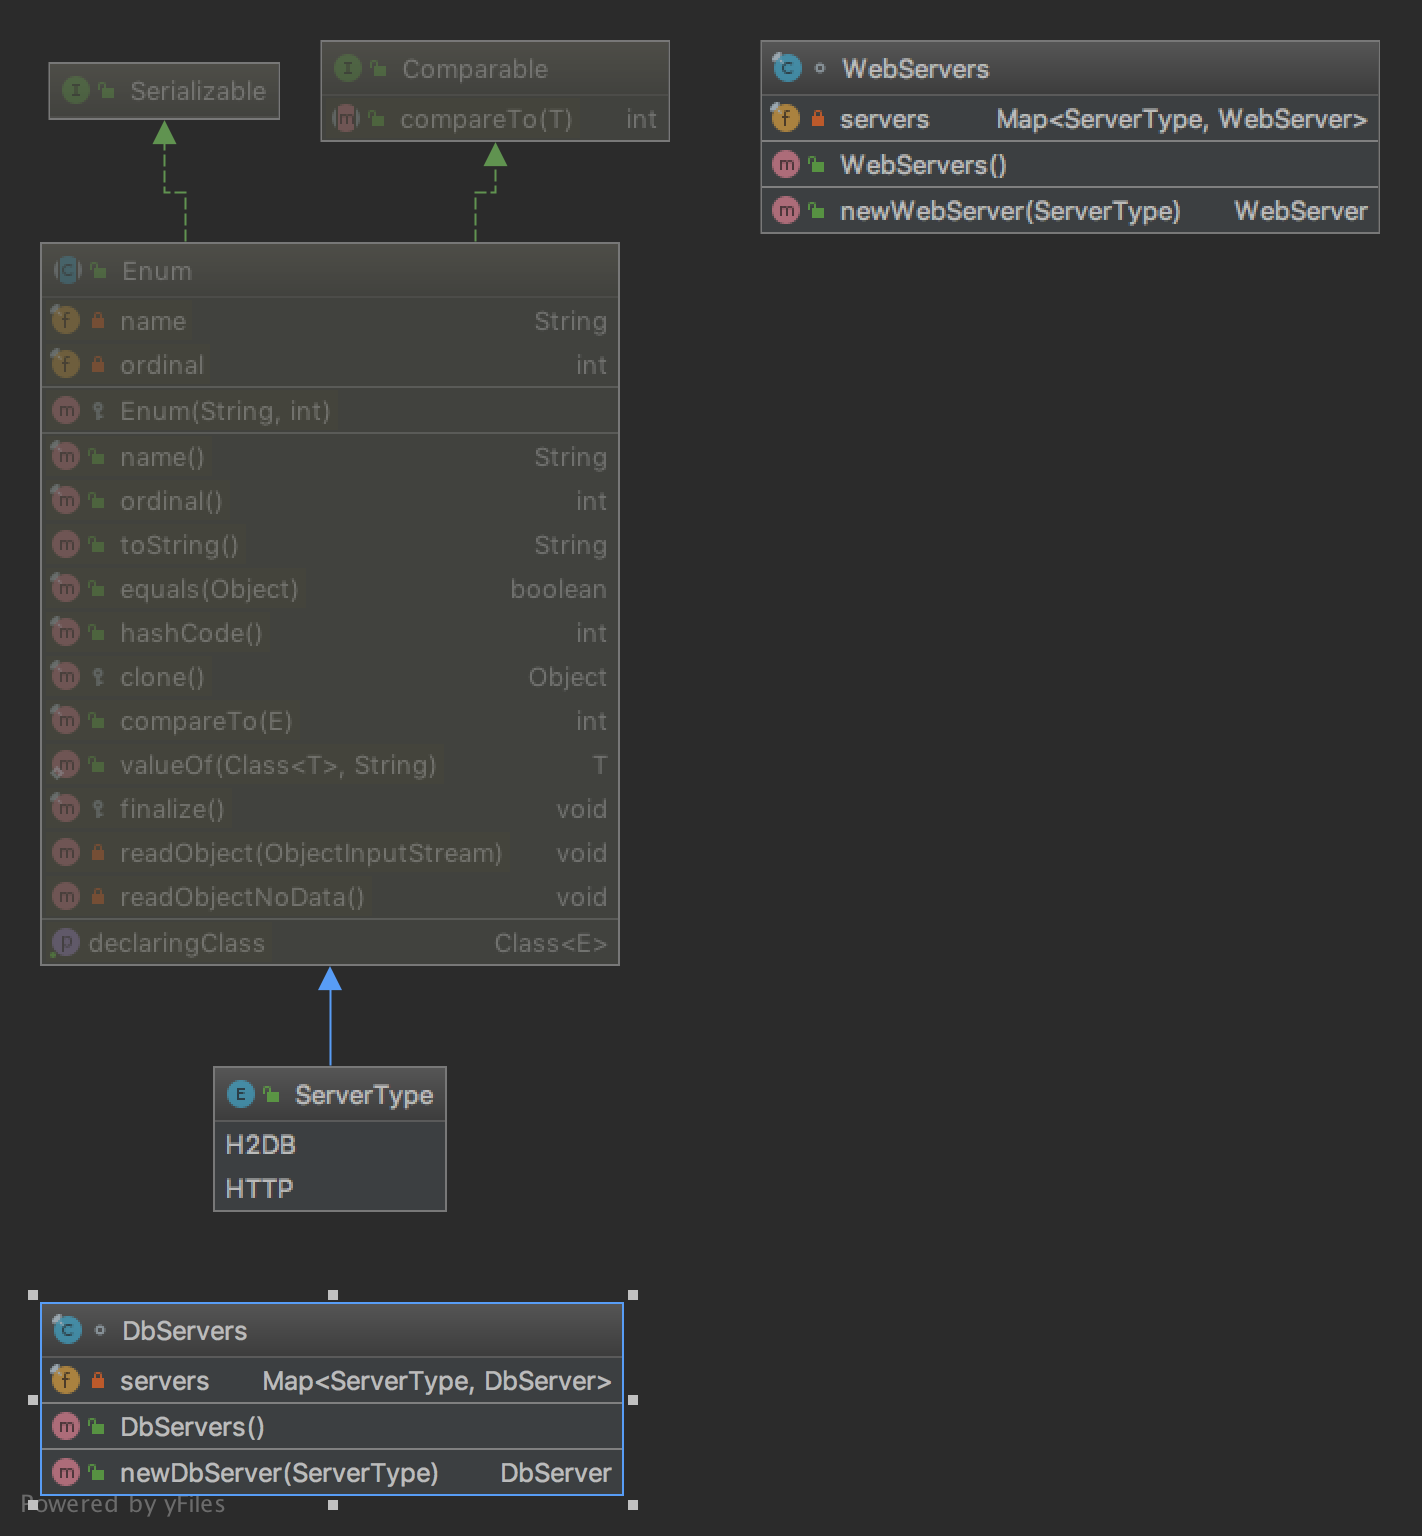 Serializable
Comparable
compareTo(T) int
Enum
name String
ordinal int
Enum(String, int)
name() String
ordinal() int
toString() String
equals(Object) boolean
hashCode() int
clone() Object
compareTo(E) int
valueOf(Class<T>, String) T
finalize() void
readObject(ObjectInputStream) void
readObjectNoData() void
declaringClass Class<E>
ServerType
H2DB
HTTP
DbServers
servers Map<ServerType, DbServer>
DbServers()
newDbServer(ServerType) DbServer
WebServers
servers Map<ServerType, WebServer>
WebServers()
newWebServer(ServerType) WebServer
Powered by yFiles